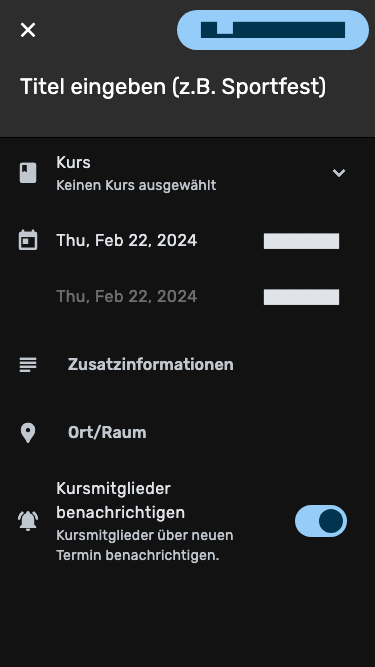 Titel eingeben (z.B. Sportfest)
Kurs
Keinen Kurs ausgewählt
Thu, Feb 22, 2024
Thu, Feb 22, 2024
Zusatzinformationen
Ort/Raum
Kursmitglieder
benachrichtigen
Kursmitglieder über neuen
Termin benachrichtigen.